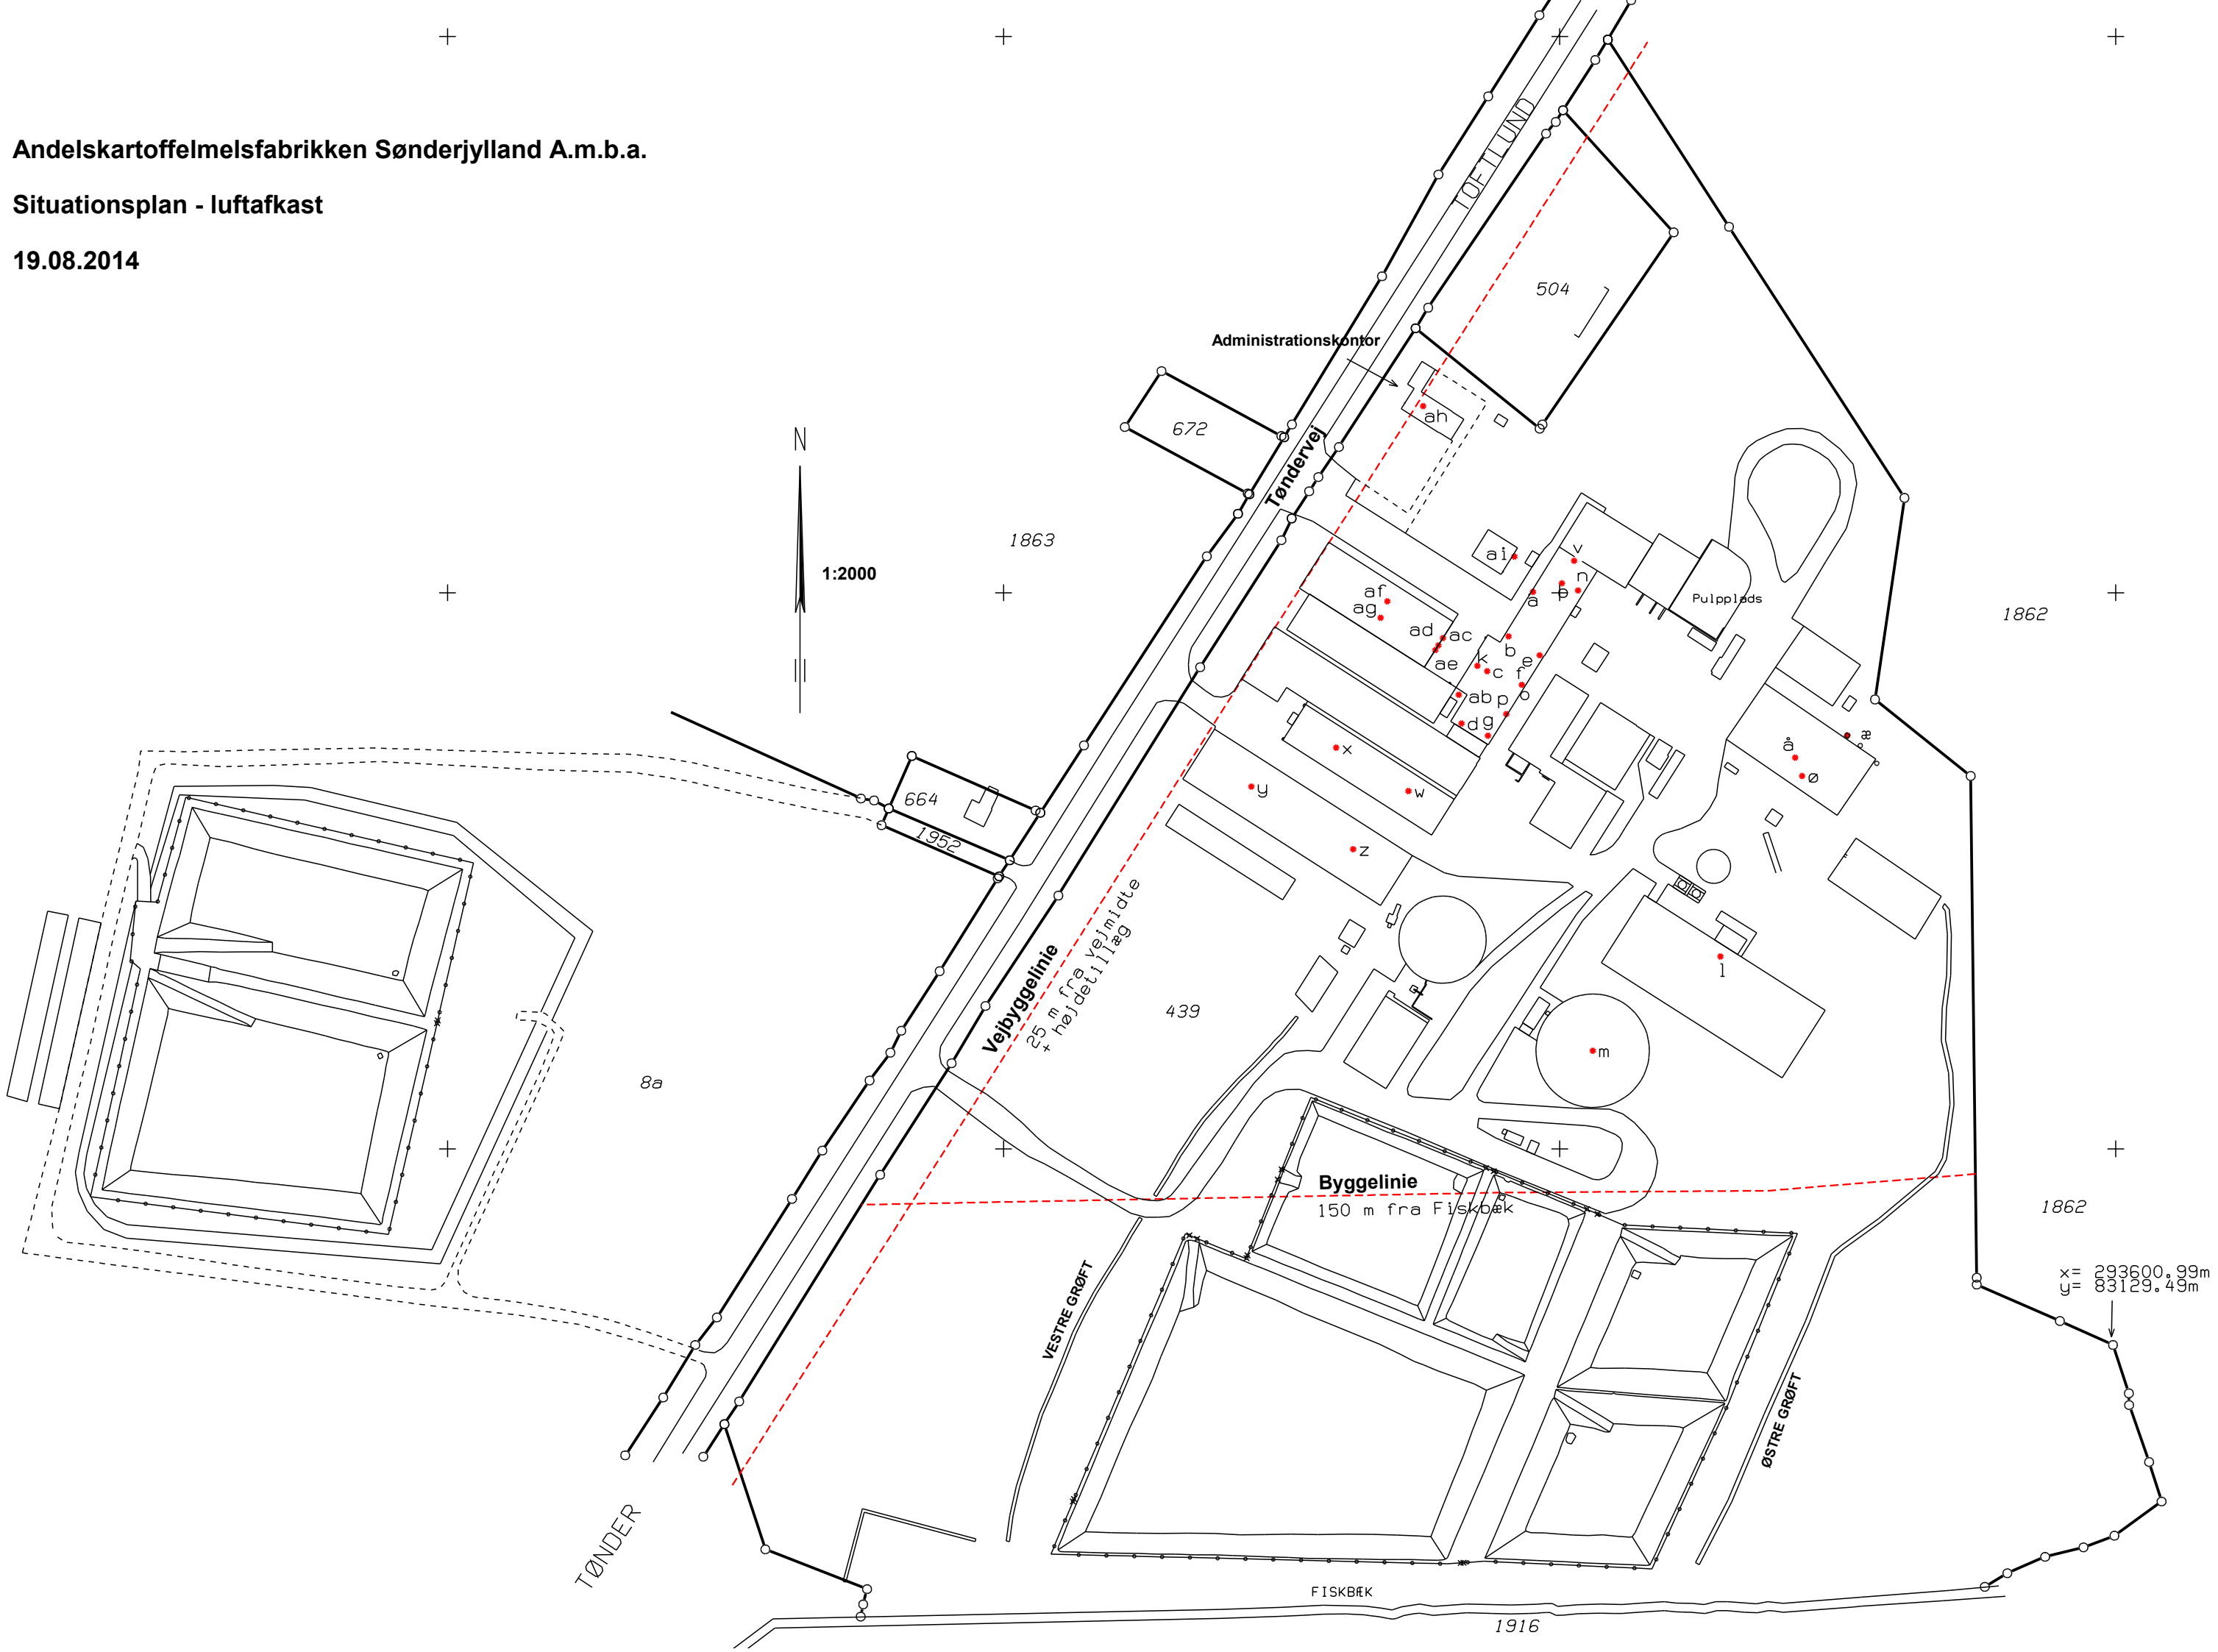 Andelskartoffelmelsfabrikken Sønderjylland A.m.b.a.
Situationsplan - luftafkast
19.08.2014
TOFTLUND
504
Administrationskontor
ah
672
N
Tøndervej
1863
1:2000
ai
v
n
þ
a
Pulpplads
1862
af
ag
ad
ac
ae
b
k
c
e
f
ab
p
o
d
g
æ
å
ø
x
y
w
z
664
1952
Vejbyggelinie
25 m fra vejmidte
+ højdetillæg
439
l
m
8a
Byggelinie
150 m fra Fiskbæk
1862
x= 293600.99m
y= 83129.49m
VESTRE GRØFT
ØSTRE GRØFT
TØNDER
FISKBÆK
1916